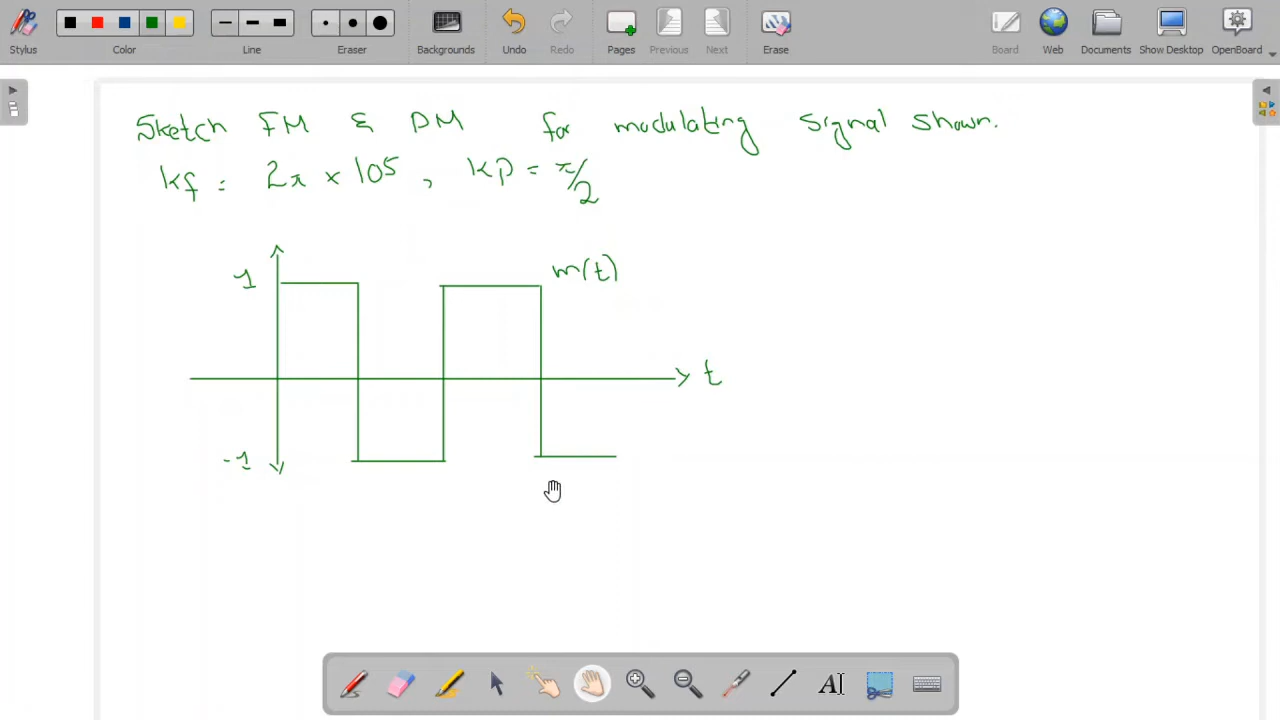 Stylus Color Line Eraser Backgrounds Undo Redo Pages Previous Next Erase Board Web Documents Show Desktop OpenBoard
Sketch FM & DM for modulating signal shown.
kf = 2π × 10⁵, kp = π/2
1
m(t)
t
-1
A